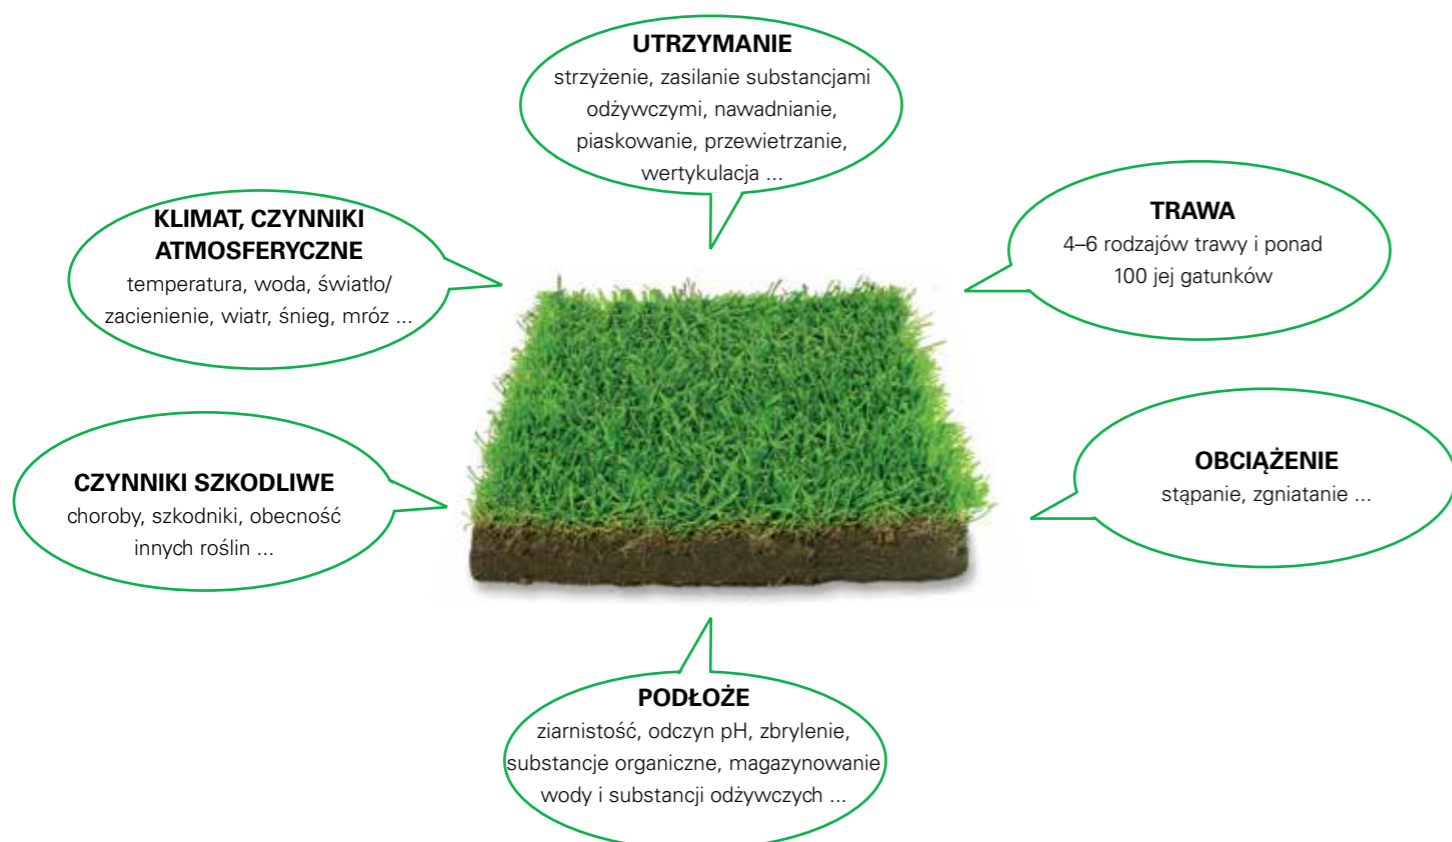 UTRZYMANIE
strzyżenie, zasilanie substancjami
odżywczymi, nawadnianie,
piaskowanie, przewietrzanie,
wertykulacja ...
KLIMAT, CZYNNIKI
ATMOSFERYCZNE
temperatura, woda, światło/
zacienienie, wiatr, śnieg, mróz ...
TRAWA
4–6 rodzajów trawy i ponad
100 jej gatunków
CZYNNIKI SZKODLIWE
choroby, szkodniki, obecność
innych roślin ...
OBCIĄŻENIE
stąpanie, zgniatanie ...
PODŁOŻE
ziarnistość, odczyn pH, zbrylenie,
substancje organiczne, magazynowanie
wody i substancji odżywczych ...